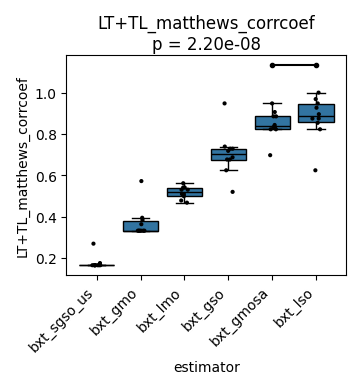 LT+TL_matthews_corrcoef
p = 2.20e-08
LT+TL_matthews_corrcoef
1.0
0.8
0.6
0.4
0.2
bxt_sgso_us
bxt_gmo
bxt_lmo
bxt_gso
bxt_gmosa
bxt_lso
estimator